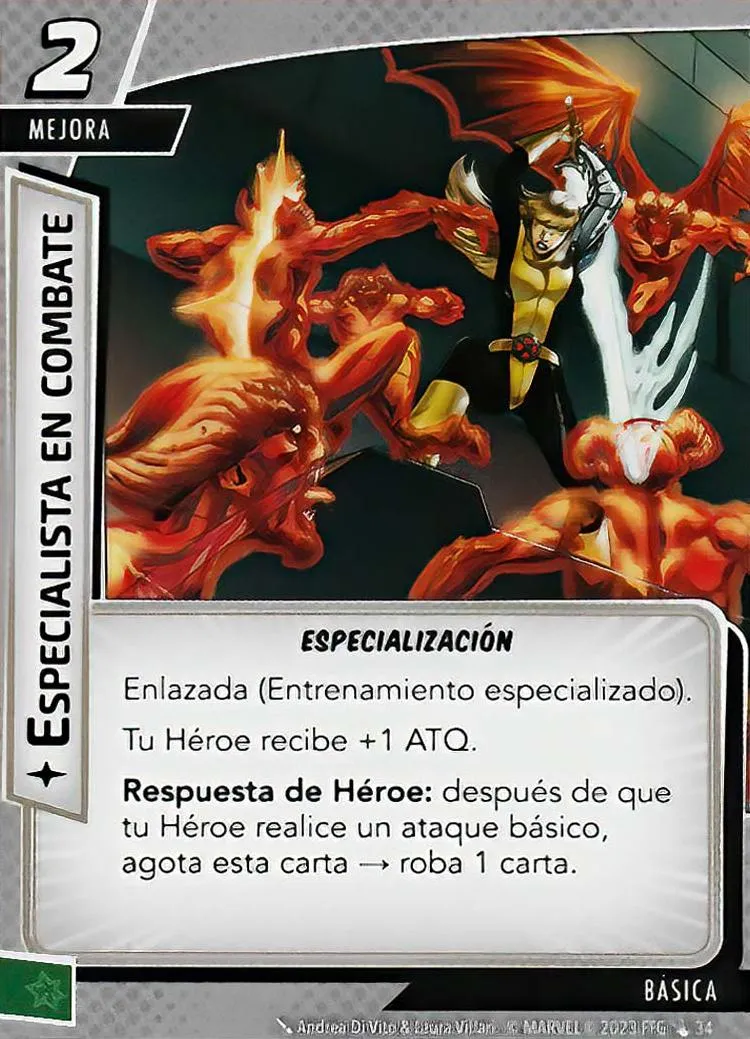 2
MEJORA
ESPECIALISTA EN COMBATE
ESPECIALIZACIÓN
Enlazada (Entrenamiento especializado).
Tu Héroe recibe +1 ATQ.
Respuesta de Héroe: después de que
tu Héroe realice un ataque básico,
agota esta carta → roba 1 carta.
BÁSICA
Andrea Di Vito & Laura Villari. © MARVEL © 2023 FFG 34